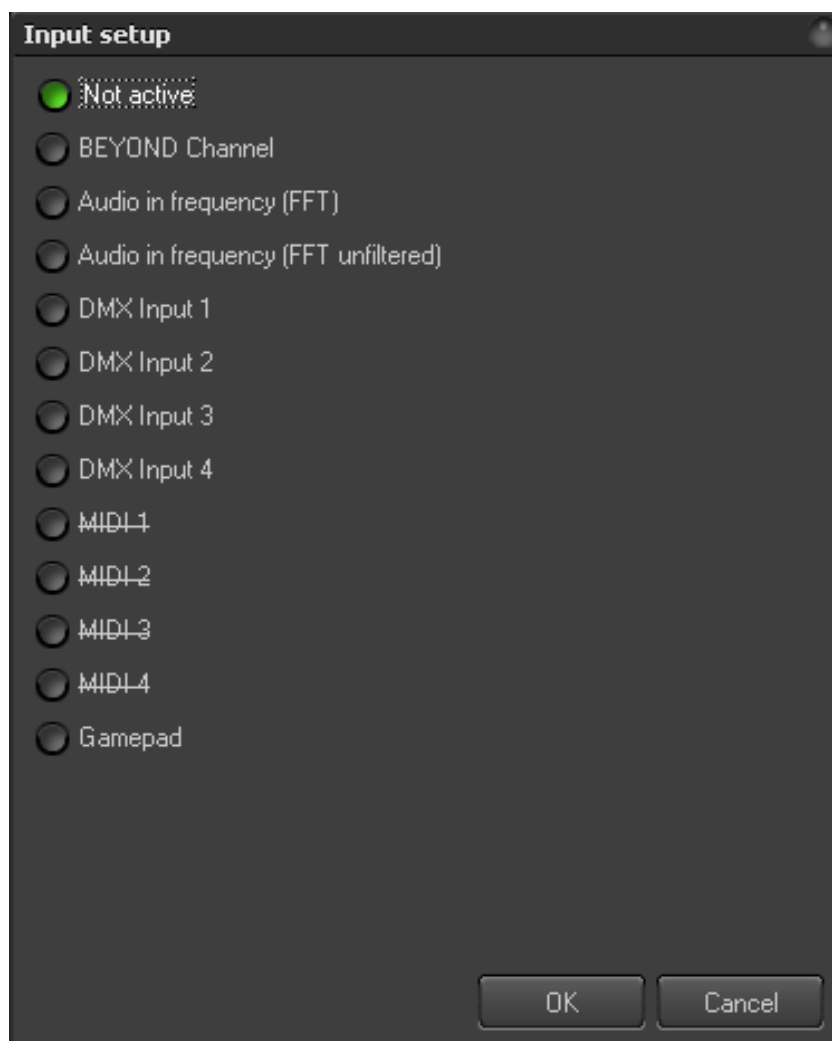 Input setup
Not active
BEYOND Channel
Audio in frequency (FFT)
Audio in frequency (FFT unfiltered)
DMX Input 1
DMX Input 2
DMX Input 3
DMX Input 4
MIDI 1
MIDI 2
MIDI 3
MIDI 4
Gamepad
OK Cancel